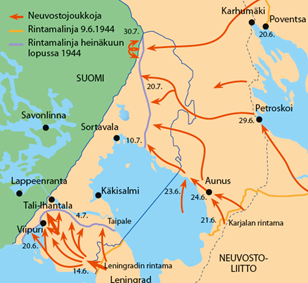 Neuvostojoukkoja
Rintamalinja 9.6.1944
Rintamalinja heinäkuun
lopussa 1944
Karhumäki
Poventsa
20.6.
30.7.
SUOMI
20.7.
Petroskoi
29.6.
Savonlinna
Sortavala
10.7.
Lappeenranta
Käkisalmi
Tali-Ihantala
Aunus
23.6.
24.6.
4.7.
Taipale
21.6.
Viipuri
20.6.
Karjalan rintama
Leningradin rintama
14.6.
Leningrad
NEUVOSTO-
LIITTO